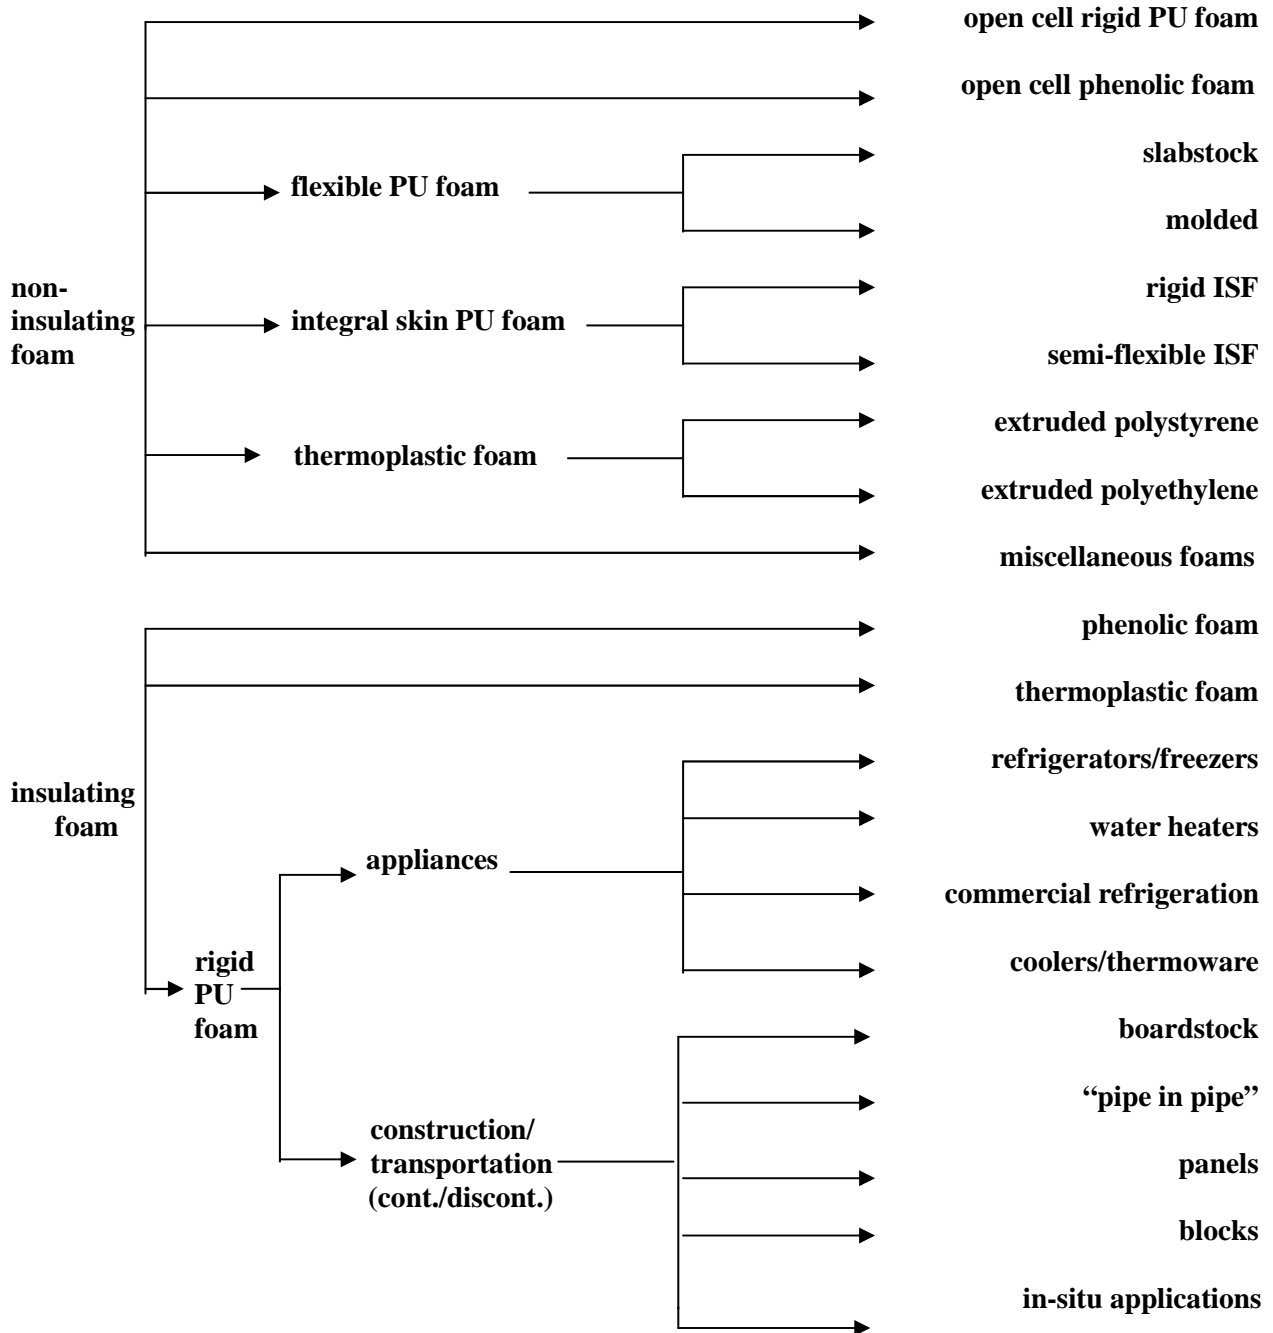 open cell rigid PU foam
open cell phenolic foam
slabstock
flexible PU foam
molded
non-
insulating
foam
rigid ISF
integral skin PU foam
semi-flexible ISF
extruded polystyrene
thermoplastic foam
extruded polyethylene
miscellaneous foams
phenolic foam
thermoplastic foam
refrigerators/freezers
insulating
foam
water heaters
appliances
commercial refrigeration
coolers/thermoware
rigid
PU
foam
boardstock
“pipe in pipe”
construction/
transportation
(cont./discont.)
panels
blocks
in-situ applications